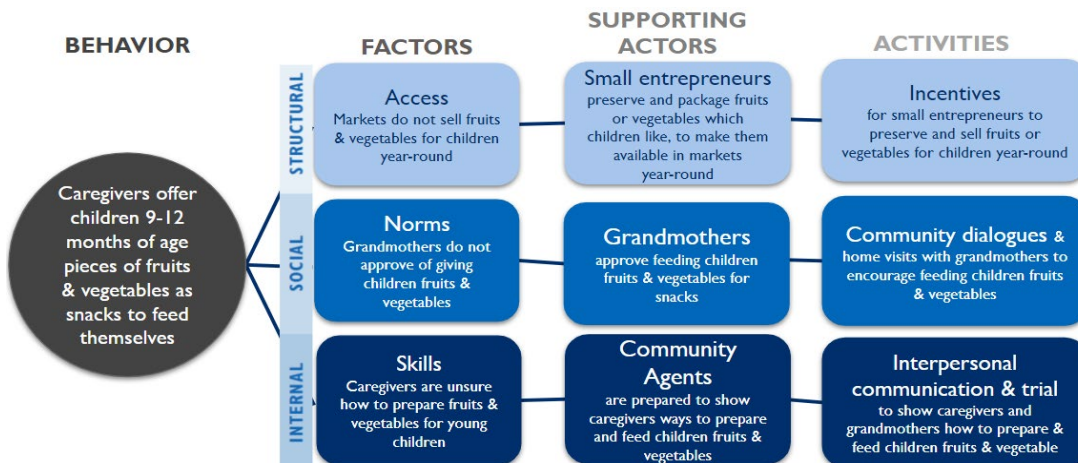 BEHAVIOR
FACTORS
SUPPORTING
ACTORS
ACTIVITIES
Caregivers offer
children 9-12
months of age
pieces of fruits
& vegetables as
snacks to feed
themselves
STRUCTURAL
Access
Markets do not sell fruits
& vegetables for children
year-round
Small entrepreneurs
preserve and package fruits
or vegetables which
children like, to make them
available in markets
year-round
Incentives
for small entrepreneurs to
preserve and sell fruits or
vegetables for children year-round
SOCIAL
Norms
Grandmothers do not
approve of giving
children fruits &
vegetables
Grandmothers
approve feeding children
fruits & vegetables for
snacks
Community dialogues &
home visits with grandmothers to
encourage feeding children fruits
& vegetables
INTERNAL
Skills
Caregivers are unsure
how to prepare fruits &
vegetables for young
children
Community
Agents
are prepared to show
caregivers ways to prepare
and feed children fruits &
vegetables
Interpersonal
communication & trial
to show caregivers and
grandmothers how to prepare &
feed children fruits & vegetable